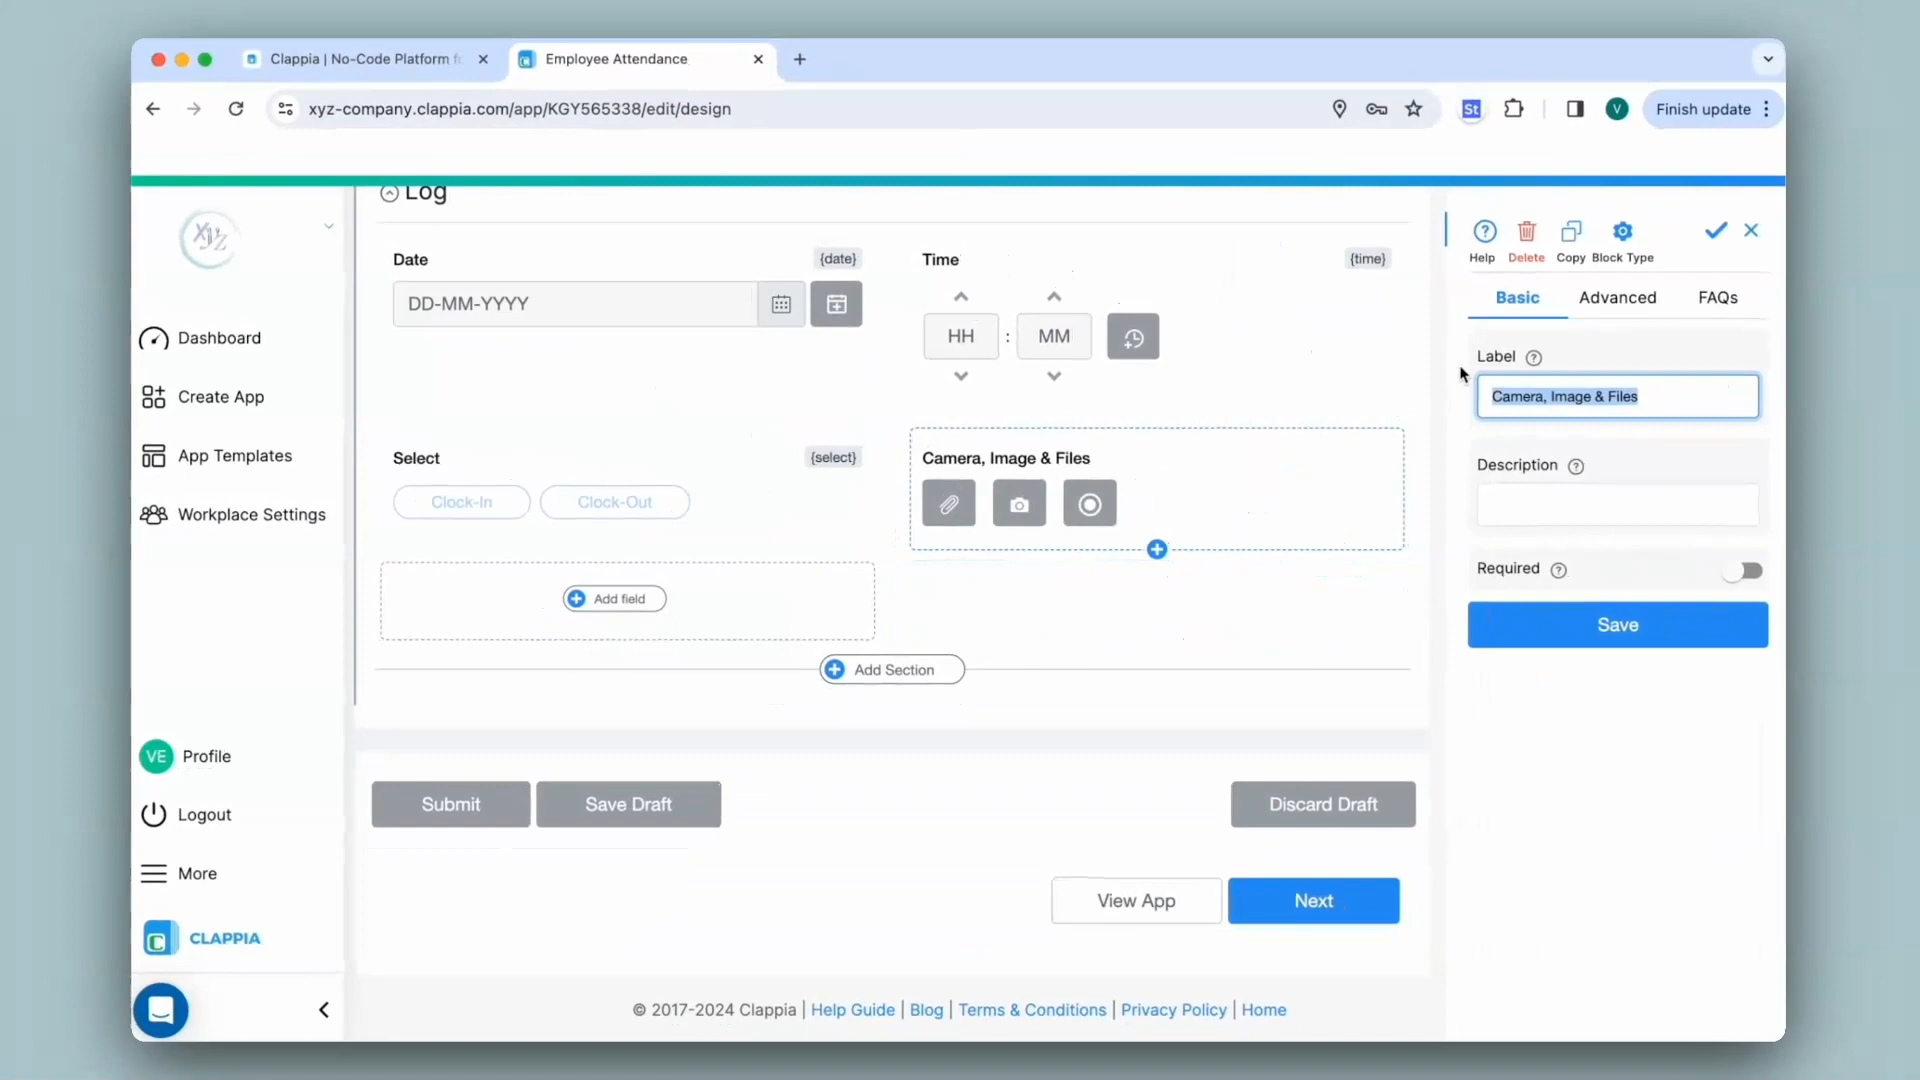 Clappia | No-Code Platform f
Employee Attendance
xyz-company.clappia.com/app/KGY565338/edit/design
St
V
Finish update
xyz
Log
Date
{date}
Time
{time}
DD-MM-YYYY
HH
:
MM
Help
Delete
Copy
Block Type
Basic
Advanced
FAQs
Label
Camera, Image & Files
Dashboard
Create App
App Templates
Workplace Settings
Select
{select}
Clock-In
Clock-Out
Camera, Image & Files
Description
Required
Add field
Save
Add Section
VE
Profile
Logout
More
CLAPPIA
Submit
Save Draft
Discard Draft
View App
Next
© 2017-2024 Clappia | Help Guide | Blog | Terms & Conditions | Privacy Policy | Home